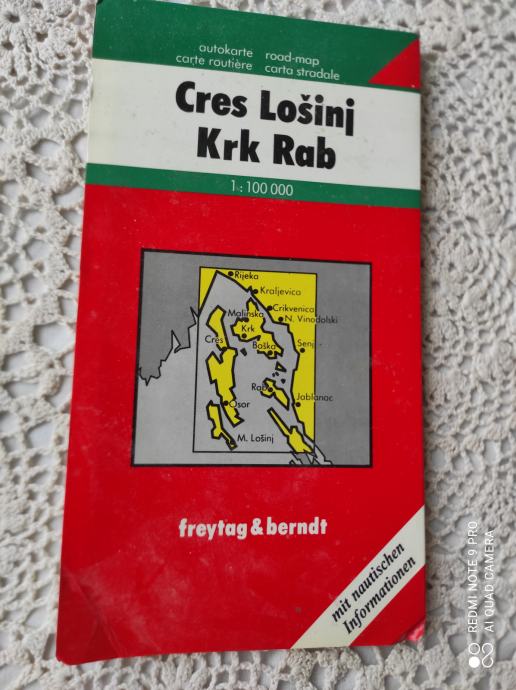 autokarte road-map
carte routière carta stradale
Cres Lošinj
Krk Rab
1 : 100 000
Rijeka
Kraljevica
Crikvenica
Malinska
N. Vinodolski
Krk
Cres
Baška
Senj
Rab
Jablanac
Osor
M. Lošinj
freytag & berndt
mit nautischen
Informationen
REDMI NOTE 9 PRO
AI QUAD CAMERA